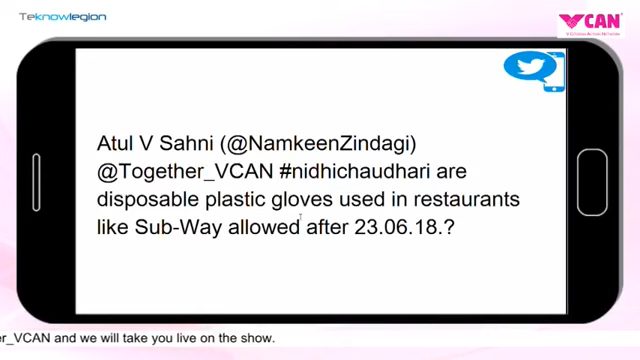 Teknowlegion
VCAN
V Citizens Action Network
Atul V Sahni (@NamkeenZindagi)
@Together_VCAN #nidhichaudhari are
disposable plastic gloves used in restaurants
like Sub-Way allowed after 23.06.18.?
er_VCAN and we will take you live on the show.